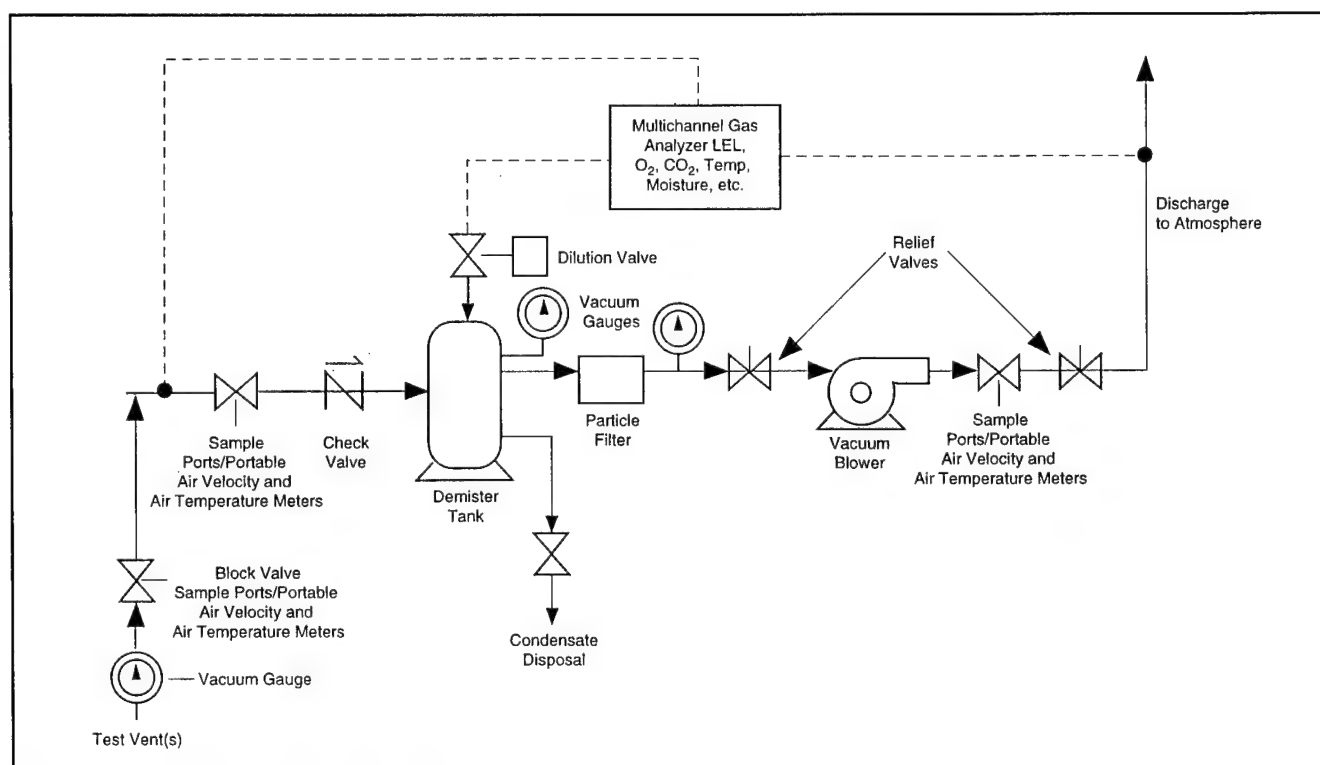 Multichannel Gas
Analyzer LEL,
O₂, CO₂, Temp,
Moisture, etc.
Discharge
to Atmosphere
Relief
Valves
Dilution Valve
Vacuum
Gauges
Particle
Filter
Vacuum
Blower
Sample
Ports/Portable
Air Velocity and
Air Temperature Meters
Sample
Ports/Portable
Air Velocity and
Air Temperature Meters
Check
Valve
Demister
Tank
Block Valve
Sample Ports/Portable
Air Velocity and
Air Temperature Meters
Condensate
Disposal
Vacuum Gauge
Test Vent(s)